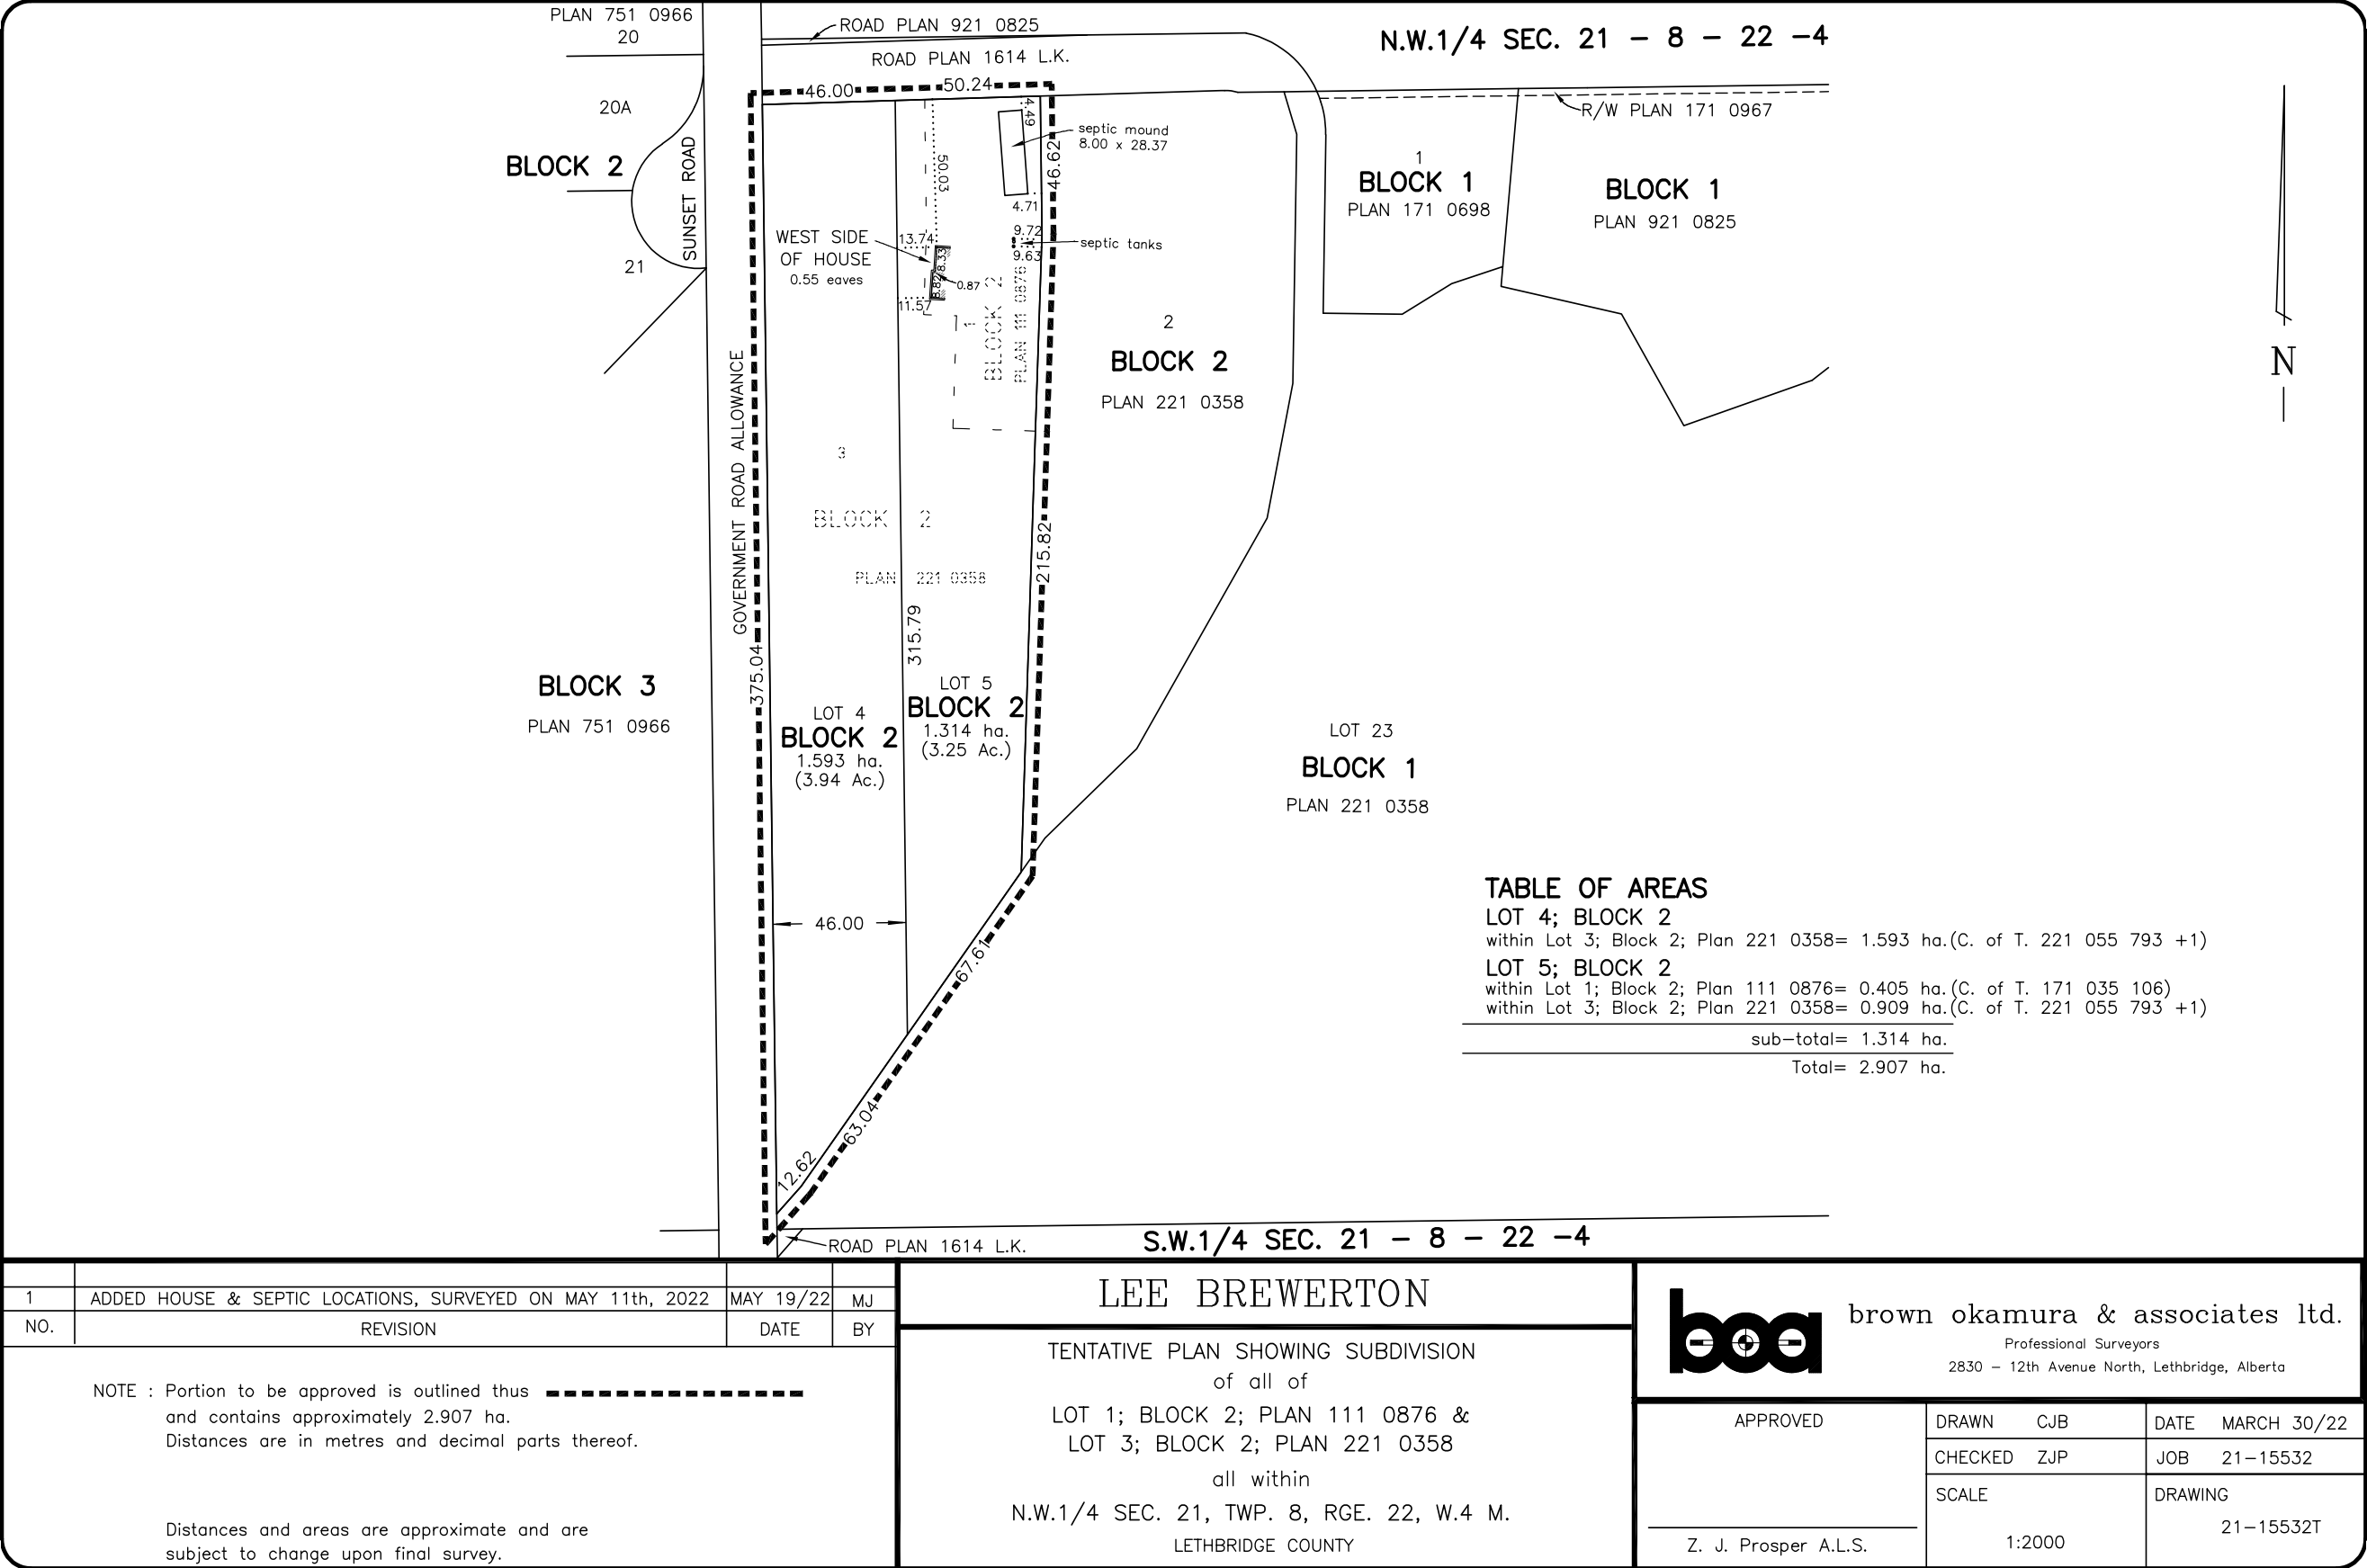 PLAN 751 0966
20
ROAD PLAN 921 0825
ROAD PLAN 1614 L.K.
N.W.1/4 SEC. 21 - 8 - 22 -4
46.00
50.24
R/W PLAN 171 0967
20A
BLOCK 2
21
SUNSET ROAD
4.49
septic mound
8.00 x 28.37
46.62
50.03
4.71
WEST SIDE
OF HOUSE
0.55 eaves
13.74
8.33
8.82
0.87
11.57
9.72
9.63
septic tanks
1
BLOCK 2
PLAN 111 0876
1
BLOCK 1
PLAN 171 0698
BLOCK 1
PLAN 921 0825
2
BLOCK 2
PLAN 221 0358
N
GOVERNMENT ROAD ALLOWANCE
3
BLOCK 2
PLAN 221 0358
215.82
315.79
375.04
BLOCK 3
PLAN 751 0966
LOT 4
BLOCK 2
1.593 ha.
(3.94 Ac.)
LOT 5
BLOCK 2
1.314 ha.
(3.25 Ac.)
LOT 23
BLOCK 1
PLAN 221 0358
46.00
67.61
63.04
12.62
TABLE OF AREAS
LOT 4; BLOCK 2
within Lot 3; Block 2; Plan 221 0358= 1.593 ha.(C. of T. 221 055 793 +1)
LOT 5; BLOCK 2
within Lot 1; Block 2; Plan 111 0876= 0.405 ha.(C. of T. 171 035 106)
within Lot 3; Block 2; Plan 221 0358= 0.909 ha.(C. of T. 221 055 793 +1)
sub-total= 1.314 ha.
Total= 2.907 ha.
ROAD PLAN 1614 L.K.
S.W.1/4 SEC. 21 - 8 - 22 -4
1 ADDED HOUSE & SEPTIC LOCATIONS, SURVEYED ON MAY 11th, 2022 MAY 19/22 MJ
NO. REVISION DATE BY
NOTE : Portion to be approved is outlined thus
and contains approximately 2.907 ha.
Distances are in metres and decimal parts thereof.
Distances and areas are approximate and are
subject to change upon final survey.
LEE BREWERTON
TENTATIVE PLAN SHOWING SUBDIVISION
of all of
LOT 1; BLOCK 2; PLAN 111 0876 &
LOT 3; BLOCK 2; PLAN 221 0358
all within
N.W.1/4 SEC. 21, TWP. 8, RGE. 22, W.4 M.
LETHBRIDGE COUNTY
boa
brown okamura & associates ltd.
Professional Surveyors
2830 - 12th Avenue North, Lethbridge, Alberta
APPROVED
Z. J. Prosper A.L.S.
DRAWN CJB
CHECKED ZJP
SCALE
1:2000
DATE MARCH 30/22
JOB 21-15532
DRAWING
21-15532T